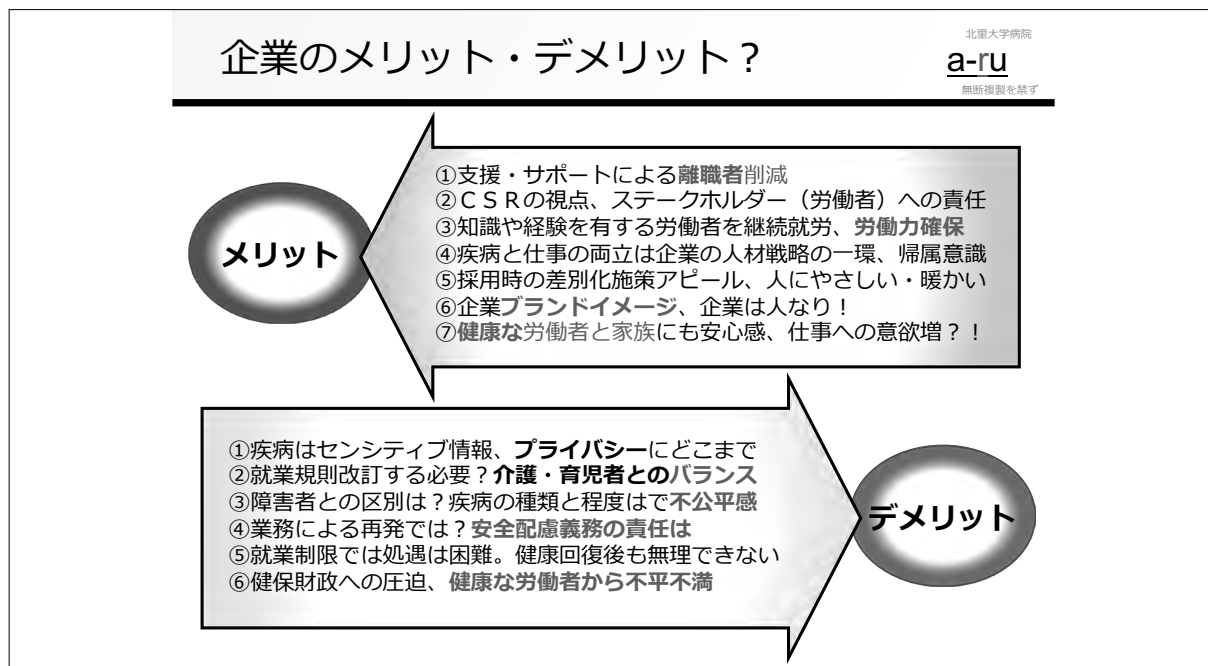 企業のメリット・デメリット？
北里大学病院
a-ru
無断複製を禁ず
メリット
①支援・サポートによる離職者削減
②ＣＳＲの視点、ステークホルダー（労働者）への責任
③知識や経験を有する労働者を継続就労、労働力確保
④疾病と仕事の両立は企業の人材戦略の一環、帰属意識
⑤採用時の差別化施策アピール、人にやさしい・暖かい
⑥企業ブランドイメージ、企業は人なり！
⑦健康な労働者と家族にも安心感、仕事への意欲増？！
①疾病はセンシティブ情報、プライバシーにどこまで
②就業規則改訂する必要？介護・育児者とのバランス
③障害者との区別は？疾病の種類と程度はで不公平感
④業務による再発では？安全配慮義務の責任は
⑤就業制限では処遇は困難。健康回復後も無理できない
⑥健保財政への圧迫、健康な労働者から不平不満
デメリット